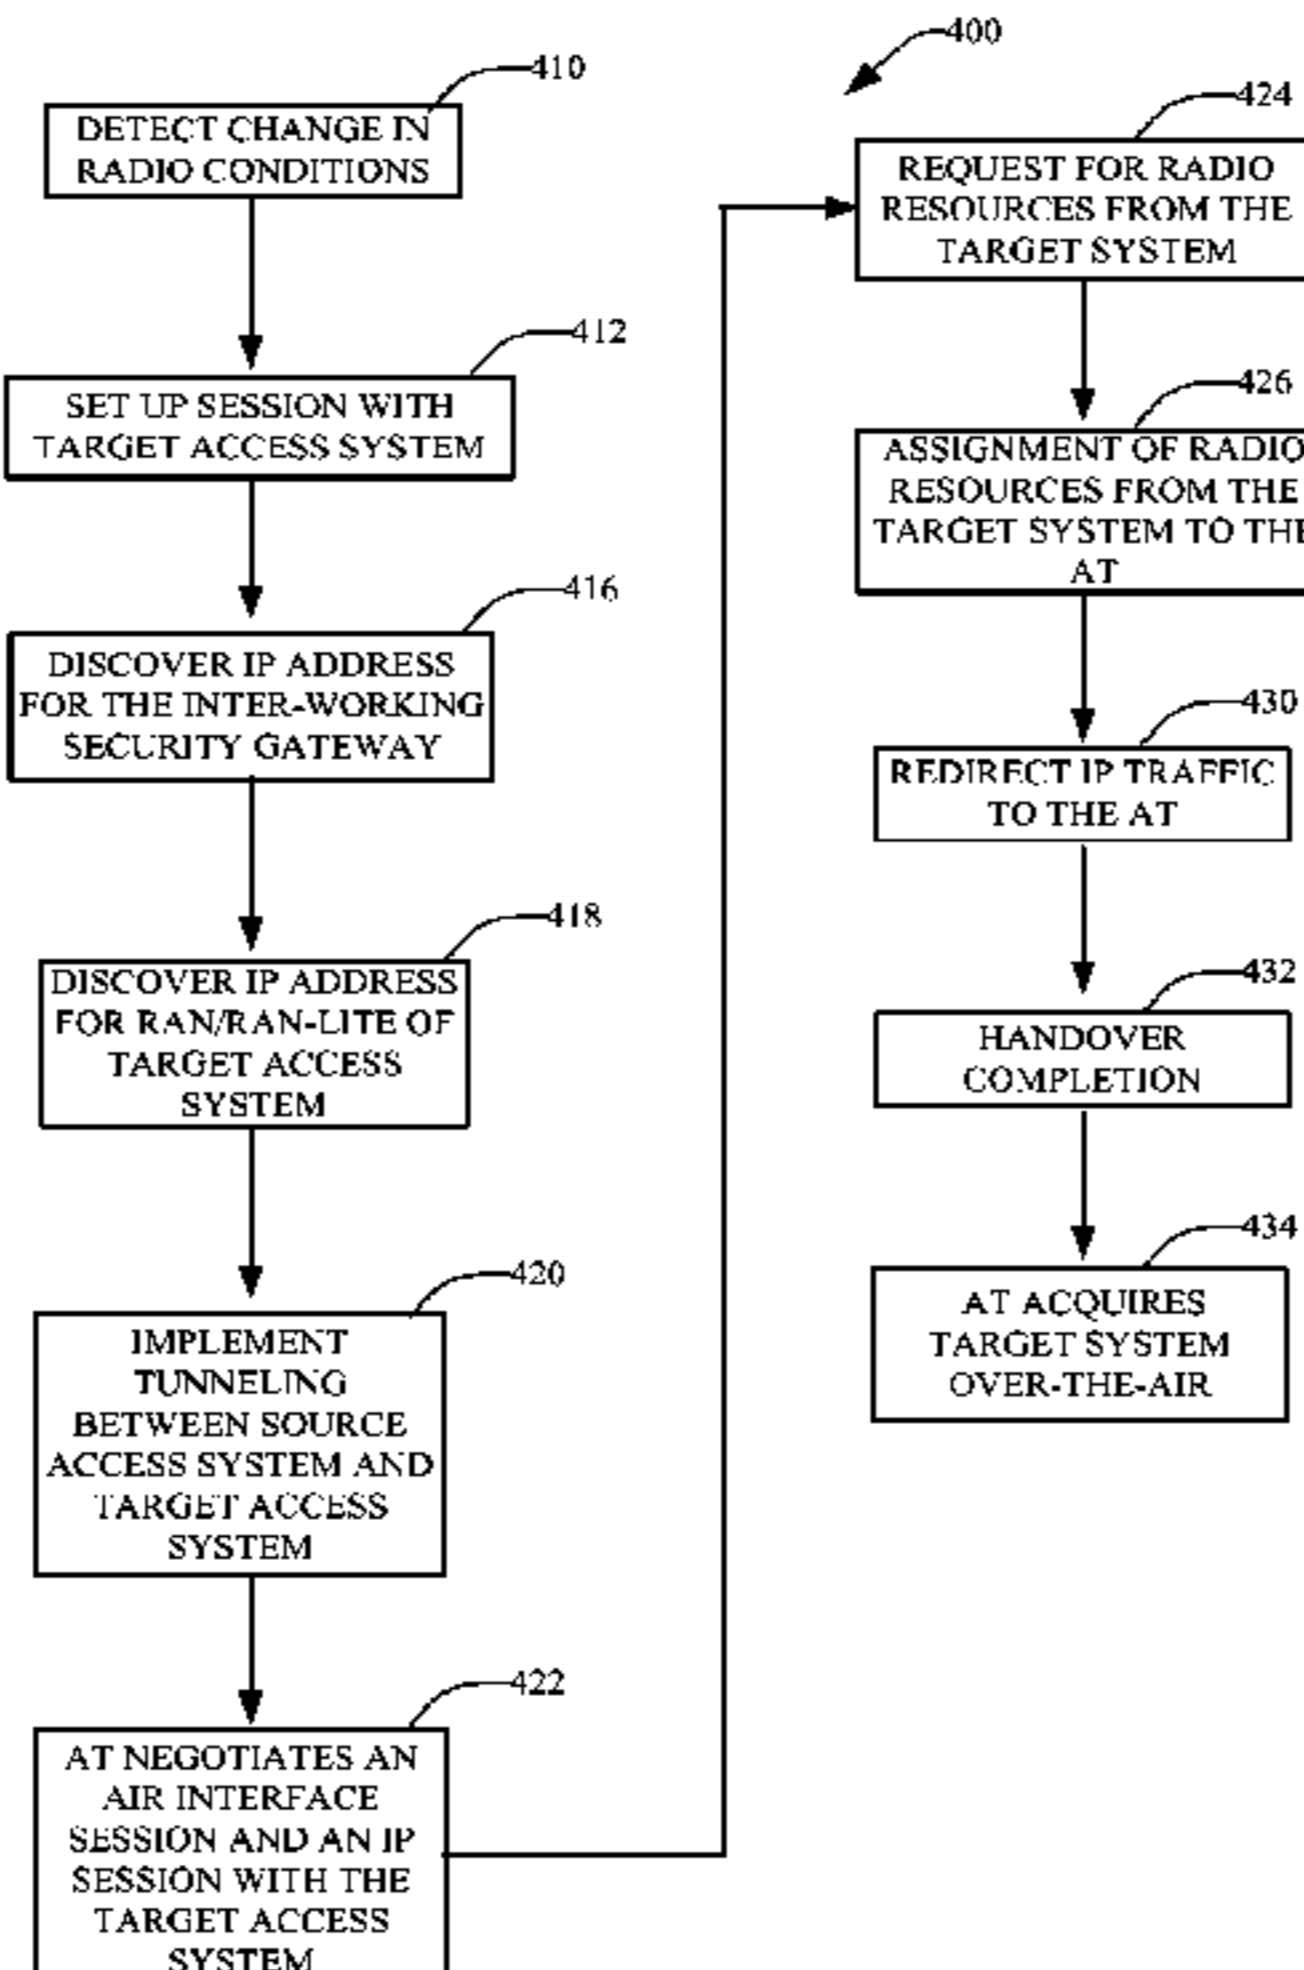 410
DETECT CHANGE IN
RADIO CONDITIONS
412
SET UP SESSION WITH
TARGET ACCESS SYSTEM
416
DISCOVER IP ADDRESS
FOR THE INTER-WORKING
SECURITY GATEWAY
418
DISCOVER IP ADDRESS
FOR RAN/RAN-LITE OF
TARGET ACCESS
SYSTEM
420
IMPLEMENT
TUNNELING
BETWEEN SOURCE
ACCESS SYSTEM AND
TARGET ACCESS
SYSTEM
422
AT NEGOTIATES AN
AIR INTERFACE
SESSION AND AN IP
SESSION WITH THE
TARGET ACCESS
SYSTEM
400
424
REQUEST FOR RADIO
RESOURCES FROM THE
TARGET SYSTEM
426
ASSIGNMENT OF RADIO
RESOURCES FROM THE
TARGET SYSTEM TO THE
AT
430
REDIRECT IP TRAFFIC
TO THE AT
432
HANDOVER
COMPLETION
434
AT ACQUIRES
TARGET SYSTEM
OVER-THE-AIR